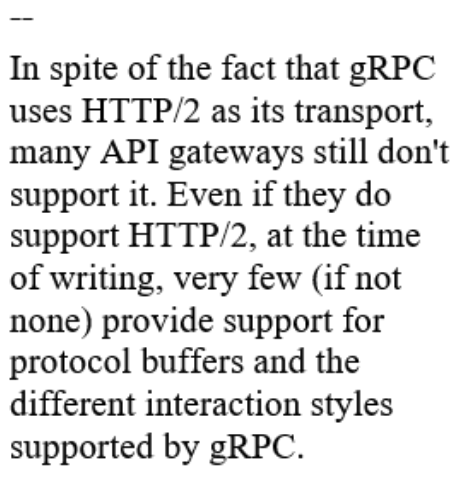 --
In spite of the fact that gRPC
uses HTTP/2 as its transport,
many API gateways still don't
support it. Even if they do
support HTTP/2, at the time
of writing, very few (if not
none) provide support for
protocol buffers and the
different interaction styles
supported by gRPC.